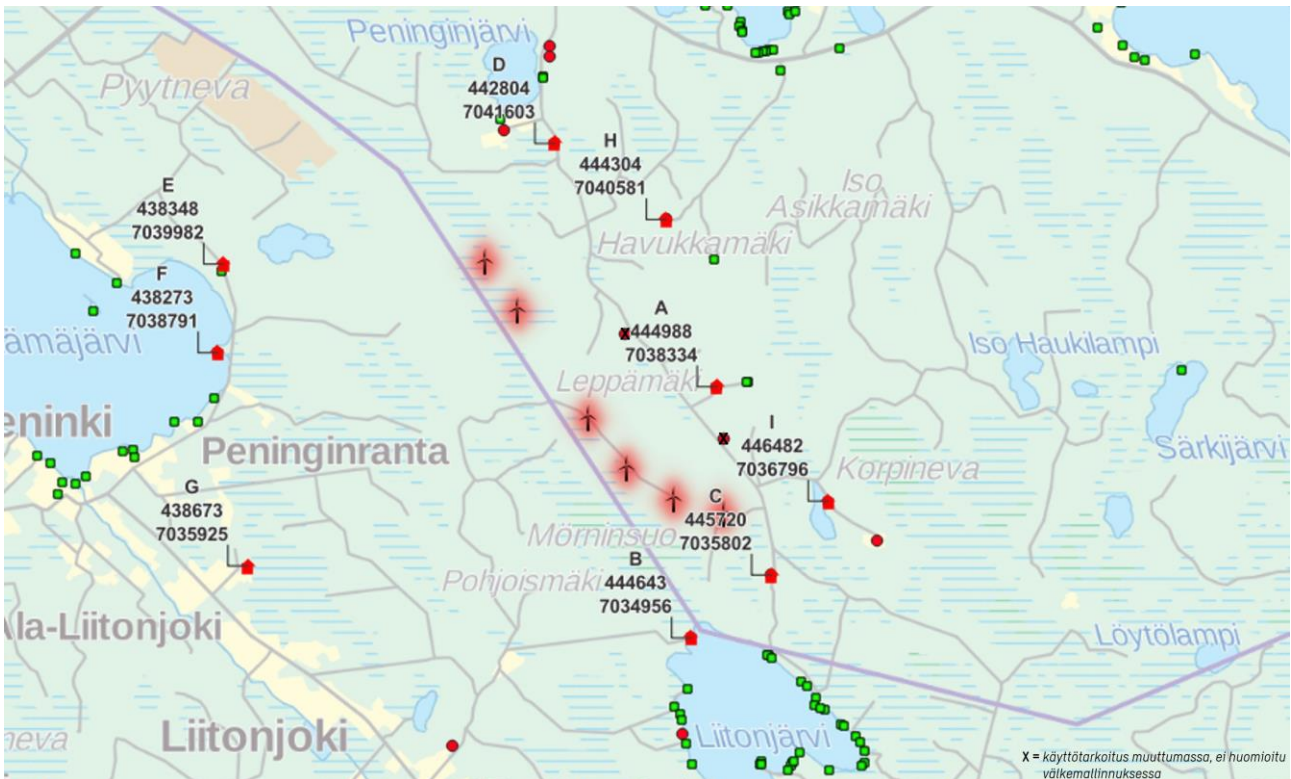 Peninginjärvi
D
442804
7041603
Pyytneva
H
444304
7040581
Iso
Asikkamäki
E
438348
7039982
Havukkamäki
F
438273
7038791
A
444988
7038334
ämäjärvi
Iso Haukilampi
Leppämäki
eninki
Peninginranta
I
446482
7036796
Korpineva
Särkijärvi
G
438673
7035925
C
445720
7035802
Mörninsuo
Pohjoismäki
B
444643
7034956
Ala-Liitonjoki
Löytölampi
neva
Liitonjoki
Liitonjärvi
X = käyttötarkoitus muuttumassa, ei huomioitu
välkemallinnuksessa
X
X